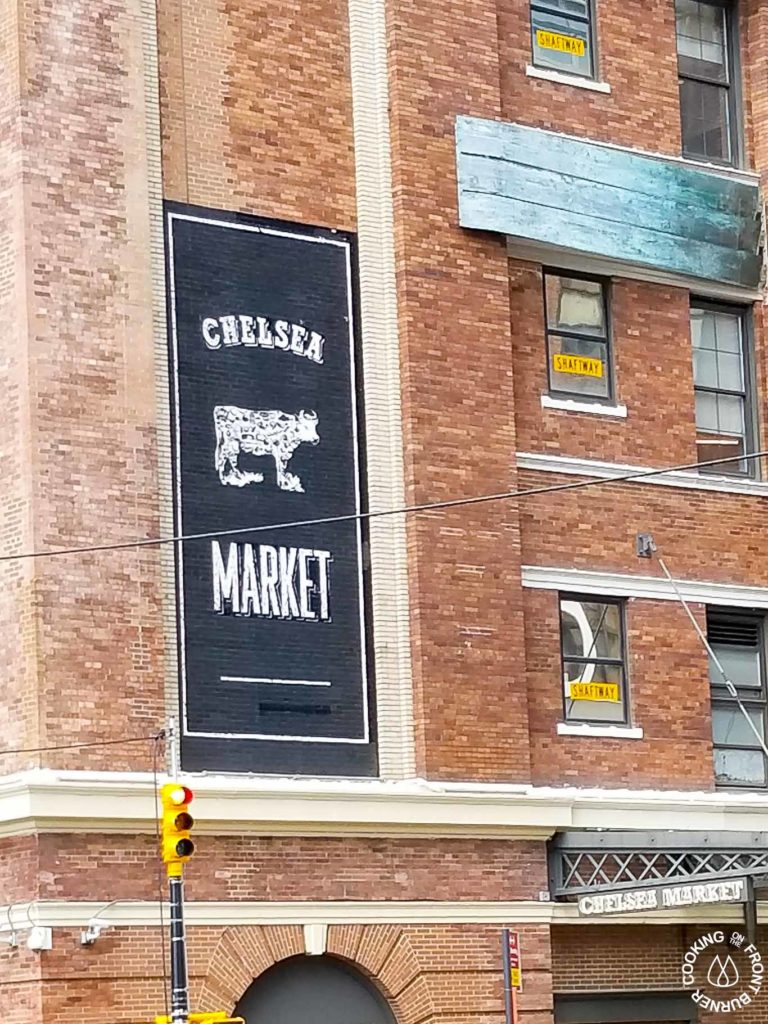 SHAFTWAY
CHELSEA
SHAFTWAY
MARKET
SHAFTWAY
CHELSEA MARKET
COOKING ON THE FRONT BURNER